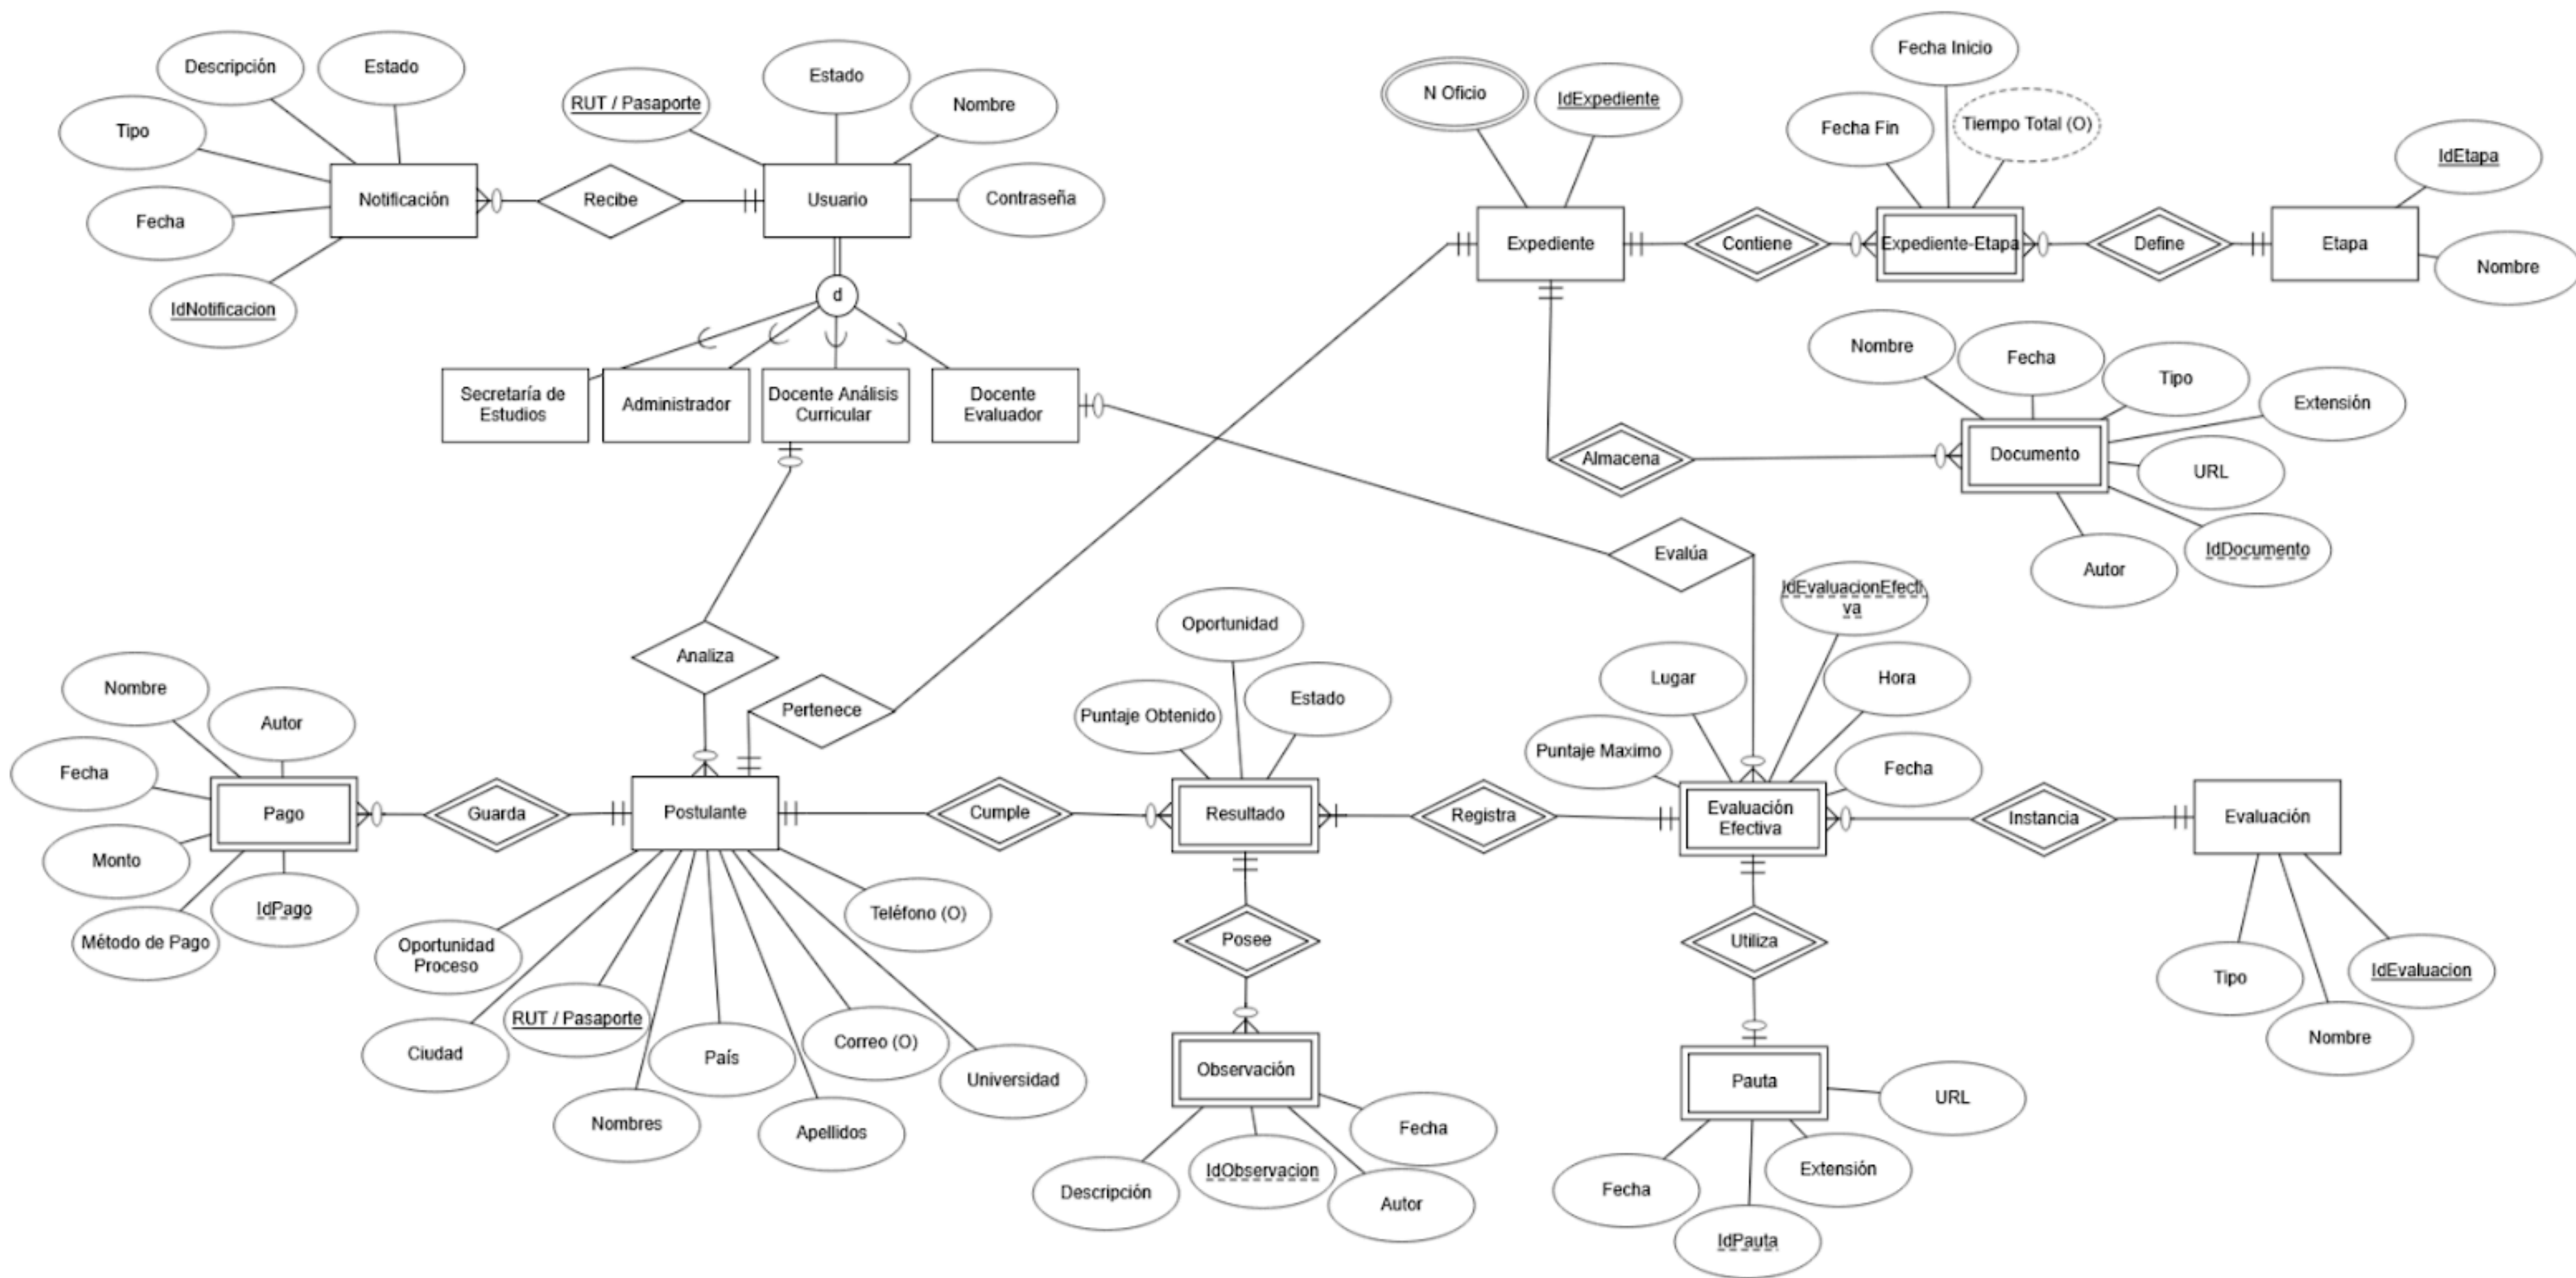 Descripción
Estado
Tipo
Fecha
IdNotificacion
Notificación
Recibe
RUT / Pasaporte
Estado
Nombre
Contraseña
Usuario
d
Secretaría de
Estudios
Administrador
Docente Análisis
Curricular
Docente
Evaluador
N Oficio
IdExpediente
Expediente
Contiene
Fecha Inicio
Fecha Fin
Tiempo Total (O)
Expediente-Etapa
Define
Etapa
IdEtapa
Nombre
Almacena
Nombre
Fecha
Tipo
Extensión
URL
IdDocumento
Autor
Documento
Evalúa
Analiza
Pertenece
Nombre
Autor
Fecha
Monto
Método de Pago
IdPago
Pago
Guarda
Postulante
Oportunidad
Proceso
Ciudad
RUT / Pasaporte
Nombres
País
Apellidos
Correo (O)
Universidad
Teléfono (O)
Cumple
Oportunidad
Puntaje Obtenido
Estado
Resultado
Posee
Observación
Descripción
IdObservacion
Autor
Fecha
Registra
IdEvaluacionEfecti
va
Lugar
Hora
Puntaje Maximo
Fecha
Evaluación
Efectiva
Utiliza
Pauta
URL
Extensión
Fecha
IdPauta
Instancia
Evaluación
Tipo
Nombre
IdEvaluacion